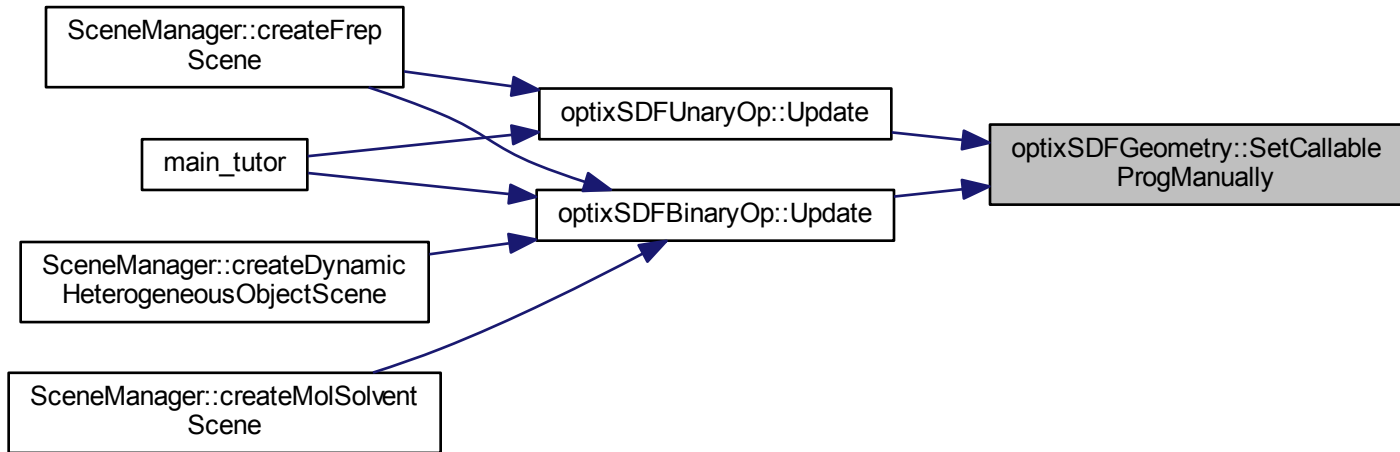 SceneManager::createFrep
Scene
main_tutor
SceneManager::createDynamic
HeterogeneousObjectScene
SceneManager::createMolSolvent
Scene
optixSDFUnaryOp::Update
optixSDFBinaryOp::Update
optixSDFGeometry::SetCallable
ProgManually